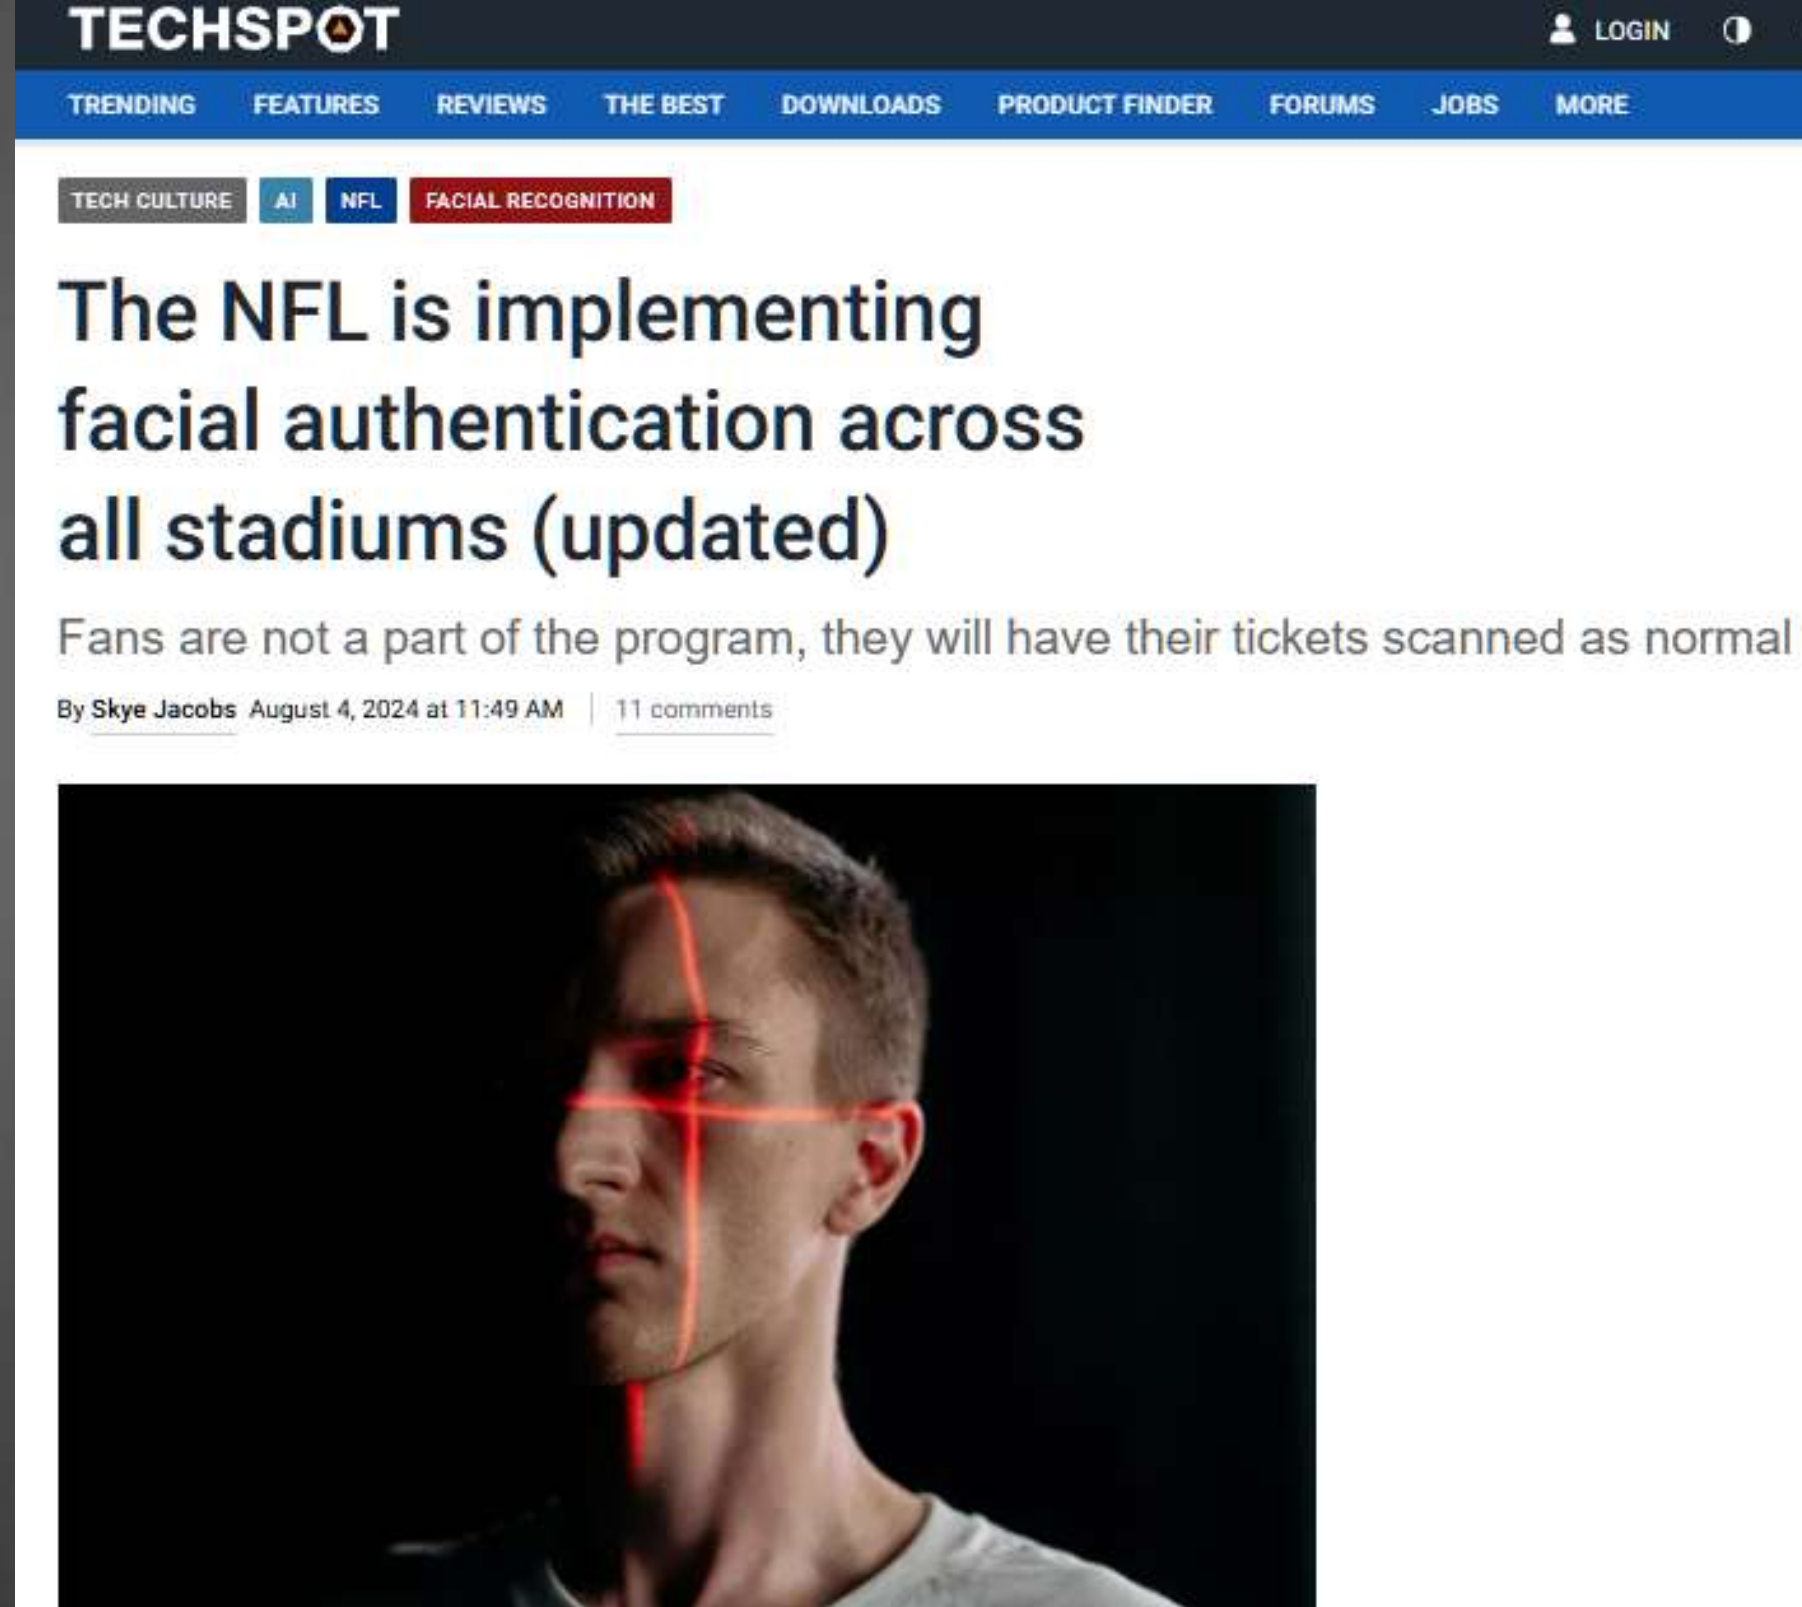 TECHSPOT
LOGIN
TRENDING FEATURES REVIEWS THE BEST DOWNLOADS PRODUCT FINDER FORUMS JOBS MORE
TECH CULTURE AI NFL FACIAL RECOGNITION
The NFL is implementing
facial authentication across
all stadiums (updated)
Fans are not a part of the program, they will have their tickets scanned as normal
By Skye Jacobs August 4, 2024 at 11:49 AM 11 comments